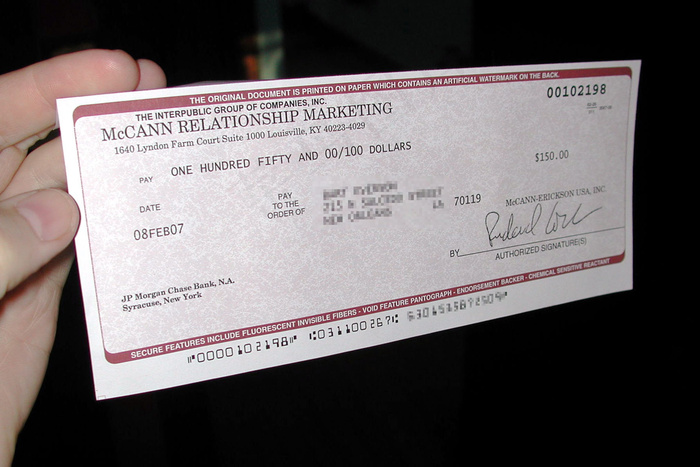 THE ORIGINAL DOCUMENT IS PRINTED ON PAPER WHICH CONTAINS AN ARTIFICIAL WATERMARK ON THE BACK.
THE INTERPUBLIC GROUP OF COMPANIES, INC.
00102198
McCANN RELATIONSHIP MARKETING
1640 Lyndon Farm Court Suite 1000 Louisville, KY 40223-4029
PAY ONE HUNDRED FIFTY AND 00/100 DOLLARS
$150.00
DATE
08FEB07
PAY
TO THE
ORDER OF
70119
McCANN-ERICKSON USA, INC.
BY
AUTHORIZED SIGNATURE(S)
JP Morgan Chase Bank, N.A.
Syracuse, New York
SECURE FEATURES INCLUDE FLUORESCENT INVISIBLE FIBERS - VOID FEATURE PANTOGRAPH - ENDORSEMENT BACKER - CHEMICAL SENSITIVE REACTANT
⑈0000102198⑈ ⑆031100267⑆